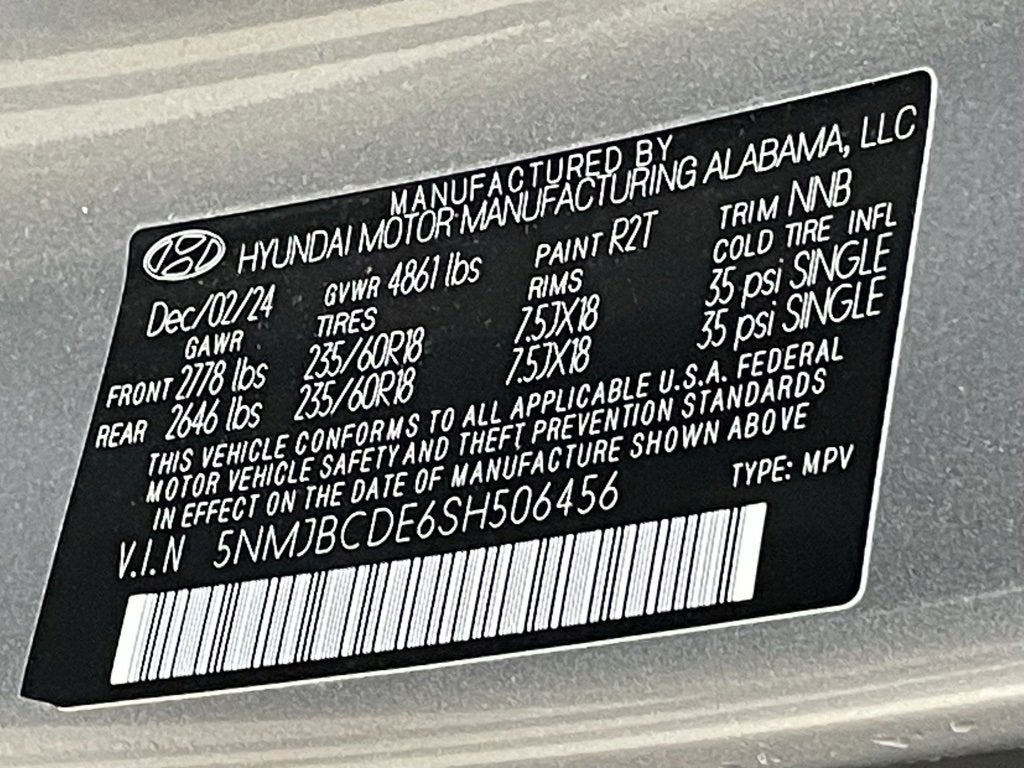 MANUFACTURED BY
HYUNDAI MOTOR MANUFACTURING ALABAMA, LLC
Dec/02/24 GVWR 4861 lbs PAINT R2T TRIM NNB
GAWR TIRES RIMS COLD TIRE INFL
FRONT 2778 lbs 235/60R18 7.5JX18 35 psi SINGLE
REAR 2646 lbs 235/60R18 7.5JX18 35 psi SINGLE
THIS VEHICLE CONFORMS TO ALL APPLICABLE U.S.A. FEDERAL
MOTOR VEHICLE SAFETY AND THEFT PREVENTION STANDARDS
IN EFFECT ON THE DATE OF MANUFACTURE SHOWN ABOVE
V.I.N 5NMJBCDE6SH506456 TYPE: MPV